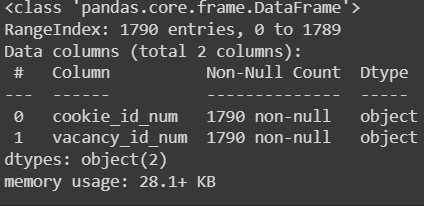 <class 'pandas.core.frame.DataFrame'>
RangeIndex: 1790 entries, 0 to 1789
Data columns (total 2 columns):
 #   Column          Non-Null Count  Dtype
---  ------          --------------  -----
 0   cookie_id_num   1790 non-null   object
 1   vacancy_id_num  1790 non-null   object
dtypes: object(2)
memory usage: 28.1+ KB